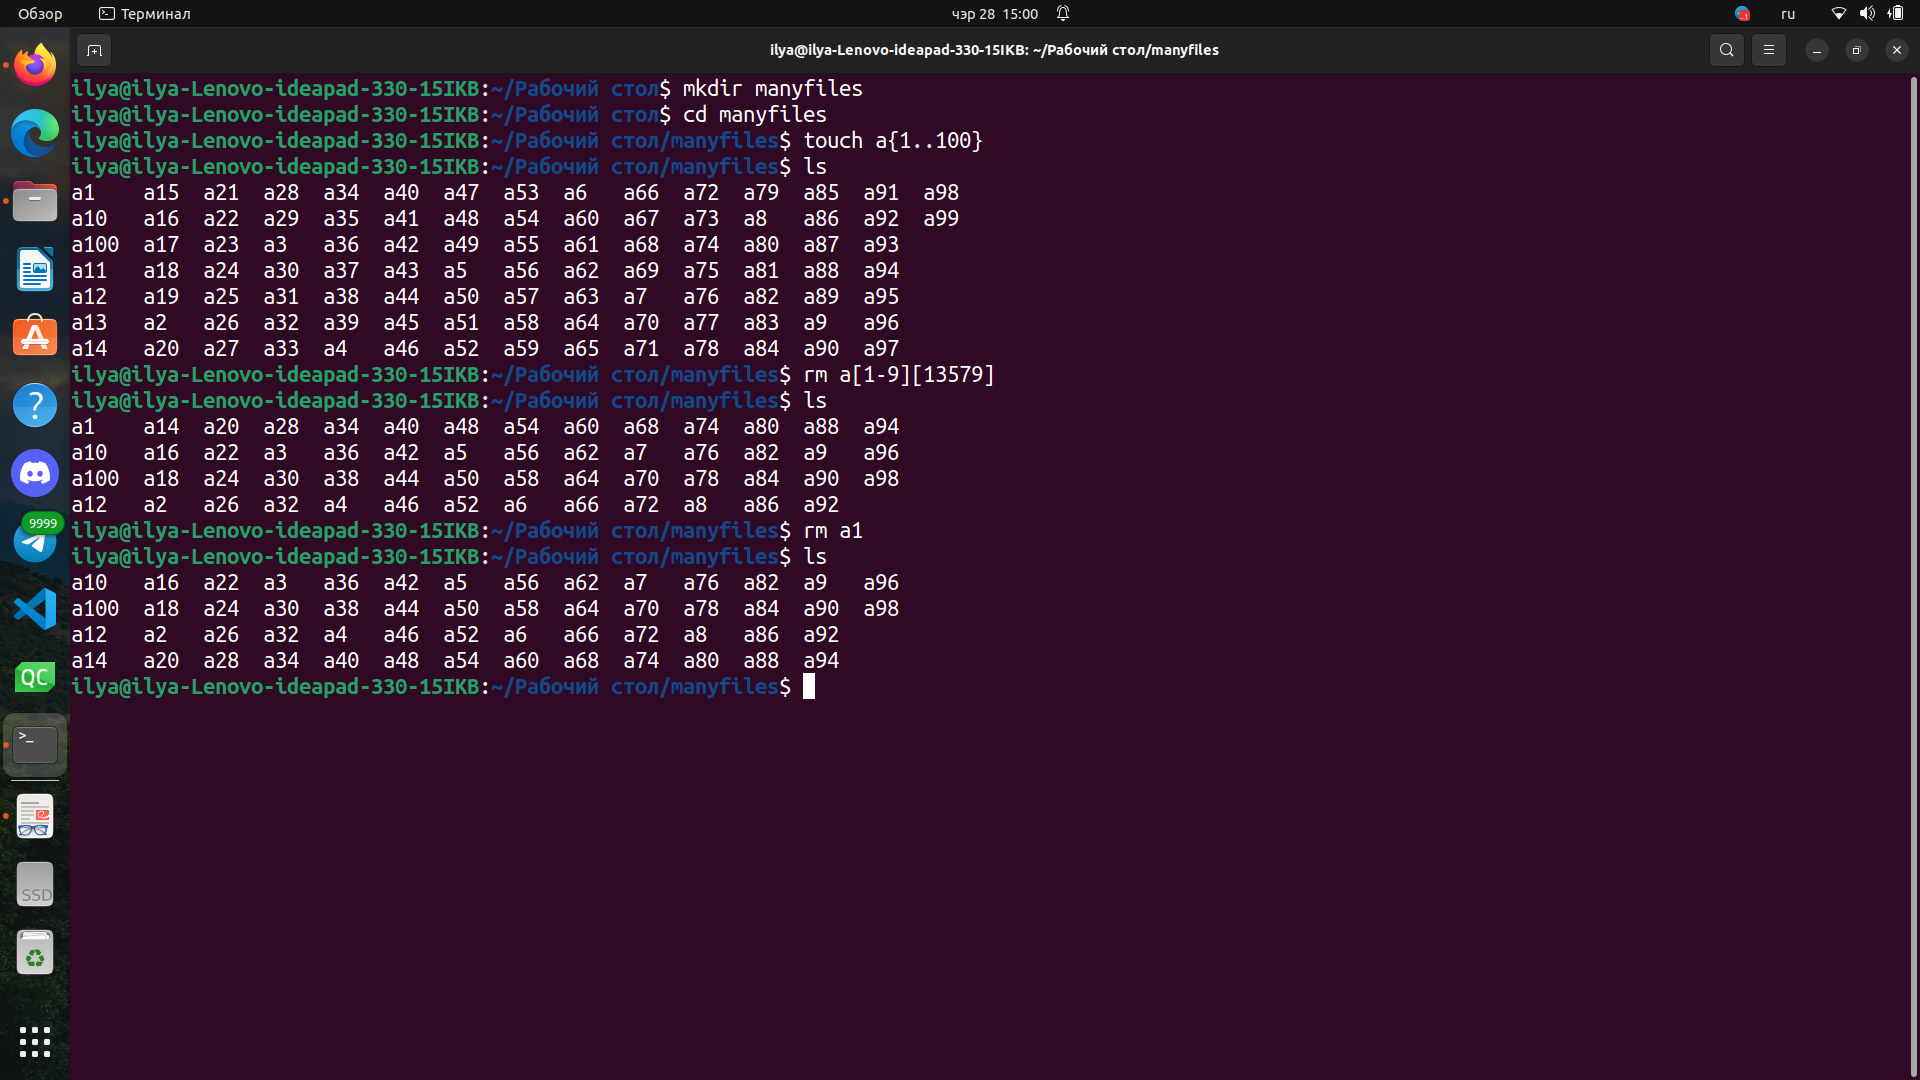 Обзор Терминал чэр 28 15:00 ru
ilya@ilya-Lenovo-ideapad-330-15IKB: ~/Рабочий стол/manyfiles
ilya@ilya-Lenovo-ideapad-330-15IKB:~/Рабочий стол$ mkdir manyfiles
ilya@ilya-Lenovo-ideapad-330-15IKB:~/Рабочий стол$ cd manyfiles
ilya@ilya-Lenovo-ideapad-330-15IKB:~/Рабочий стол/manyfiles$ touch a{1..100}
ilya@ilya-Lenovo-ideapad-330-15IKB:~/Рабочий стол/manyfiles$ ls
a1 a15 a21 a28 a34 a40 a47 a53 a6 a66 a72 a79 a85 a91 a98
a10 a16 a22 a29 a35 a41 a48 a54 a60 a67 a73 a8 a86 a92 a99
a100 a17 a23 a3 a36 a42 a49 a55 a61 a68 a74 a80 a87 a93
a11 a18 a24 a30 a37 a43 a5 a56 a62 a69 a75 a81 a88 a94
a12 a19 a25 a31 a38 a44 a50 a57 a63 a7 a76 a82 a89 a95
a13 a2 a26 a32 a39 a45 a51 a58 a64 a70 a77 a83 a9 a96
a14 a20 a27 a33 a4 a46 a52 a59 a65 a71 a78 a84 a90 a97
ilya@ilya-Lenovo-ideapad-330-15IKB:~/Рабочий стол/manyfiles$ rm a[1-9][13579]
ilya@ilya-Lenovo-ideapad-330-15IKB:~/Рабочий стол/manyfiles$ ls
a1 a14 a20 a28 a34 a40 a48 a54 a60 a68 a74 a80 a88 a94
a10 a16 a22 a3 a36 a42 a5 a56 a62 a7 a76 a82 a9 a96
a100 a18 a24 a30 a38 a44 a50 a58 a64 a70 a78 a84 a90 a98
a12 a2 a26 a32 a4 a46 a52 a6 a66 a72 a8 a86 a92
ilya@ilya-Lenovo-ideapad-330-15IKB:~/Рабочий стол/manyfiles$ rm a1
ilya@ilya-Lenovo-ideapad-330-15IKB:~/Рабочий стол/manyfiles$ ls
a10 a16 a22 a3 a36 a42 a5 a56 a62 a7 a76 a82 a9 a96
a100 a18 a24 a30 a38 a44 a50 a58 a64 a70 a78 a84 a90 a98
a12 a2 a26 a32 a4 a46 a52 a6 a66 a72 a8 a86 a92
a14 a20 a28 a34 a40 a48 a54 a60 a68 a74 a80 a88 a94
ilya@ilya-Lenovo-ideapad-330-15IKB:~/Рабочий стол/manyfiles$
9999
QC
>_
SSD